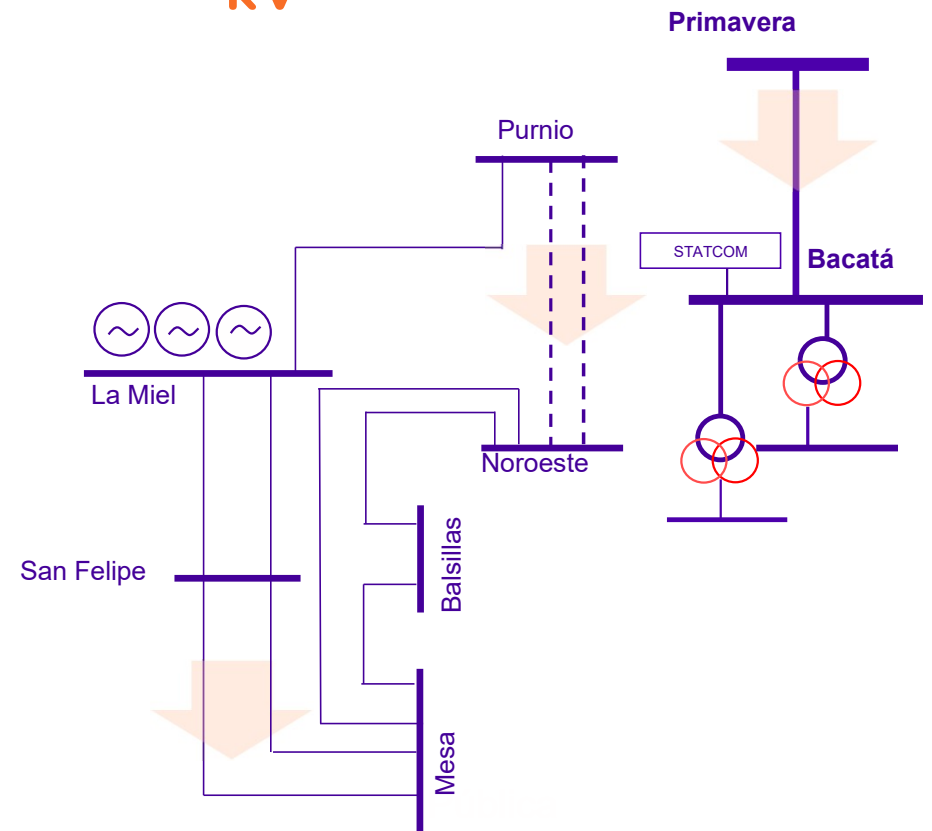 Primavera
Purnio
STATCOM
Bacatá
La Miel
Noroeste
Balsillas
San Felipe
Mesa